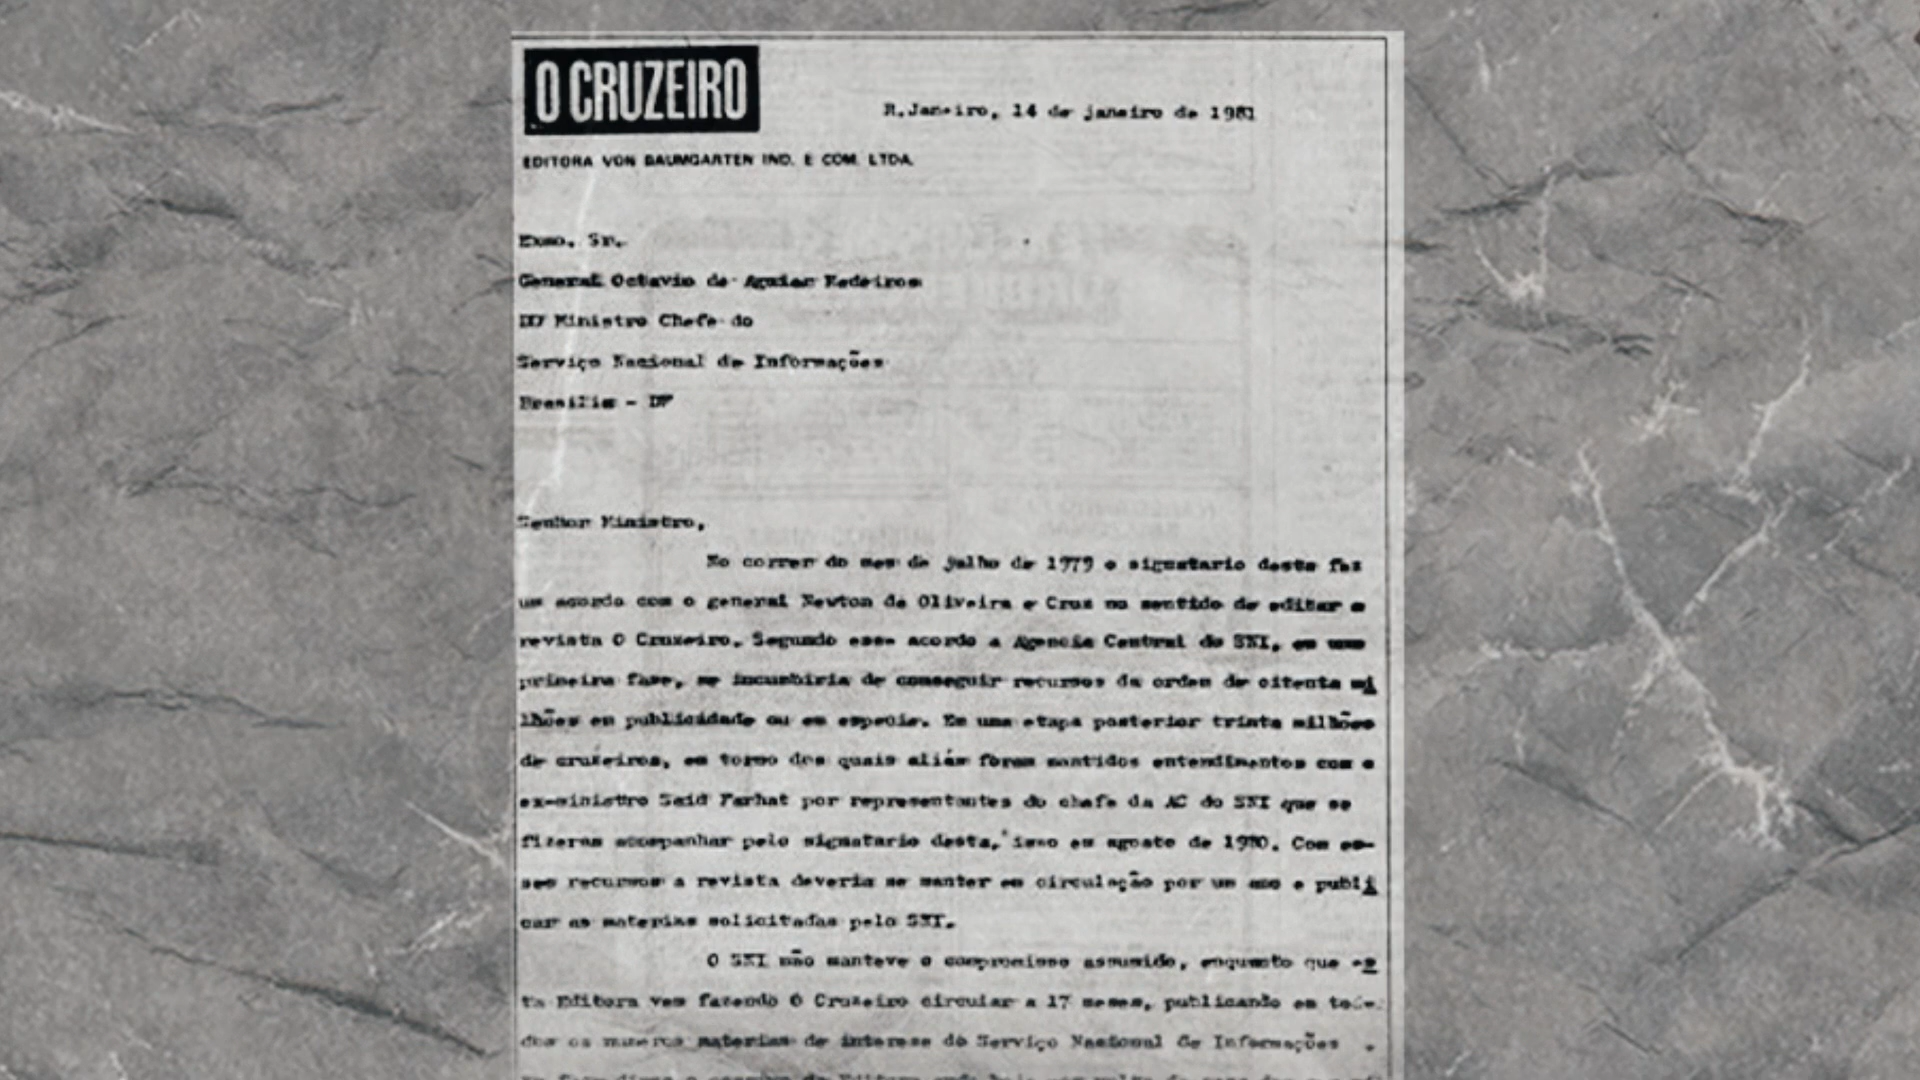 O CRUZEIRO
R.Janeiro, 14 de janeiro de 1981
EDITORA VON BAUMGARTEN IND. E COM. LTDA.
Exmo. Sr.
General Octavio de Aguiar Medeiros
DD Ministro Chefe do
Serviço Nacional de Informações
Brasilia - DF
Senhor Ministro,
No correr do mes de julho de 1979 o signatario desta fez
um acordo com o general Newton de Oliveira e Cruz no sentido de editar a
revista O Cruzeiro. Segundo esse acordo a Agencia Central do SNI, em uma
primeira fase, se incumbiria de conseguir recursos da ordem de oitenta mi
lhões em publicidade ou em especie. Em uma etapa posterior trinta milhões
de cruzeiros, em torno dos quais aliás foram mantidos entendimentos com o
ex-ministro Said Farhat por representantes do chefe da AC do SNI que se
fizeram acompanhar pelo signatario desta, isso em agosto de 1980. Com es-
ses recursos a revista deveria se manter em circulação por um ano e publi
car as materias solicitadas pelo SNI.
O SNI não manteve o compromisso assumido, enquanto que es
ta Editora vem fazendo O Cruzeiro circular a 17 meses, publicando em to-
dos os numeros materias de interesse do Serviço Nacional de Informações .